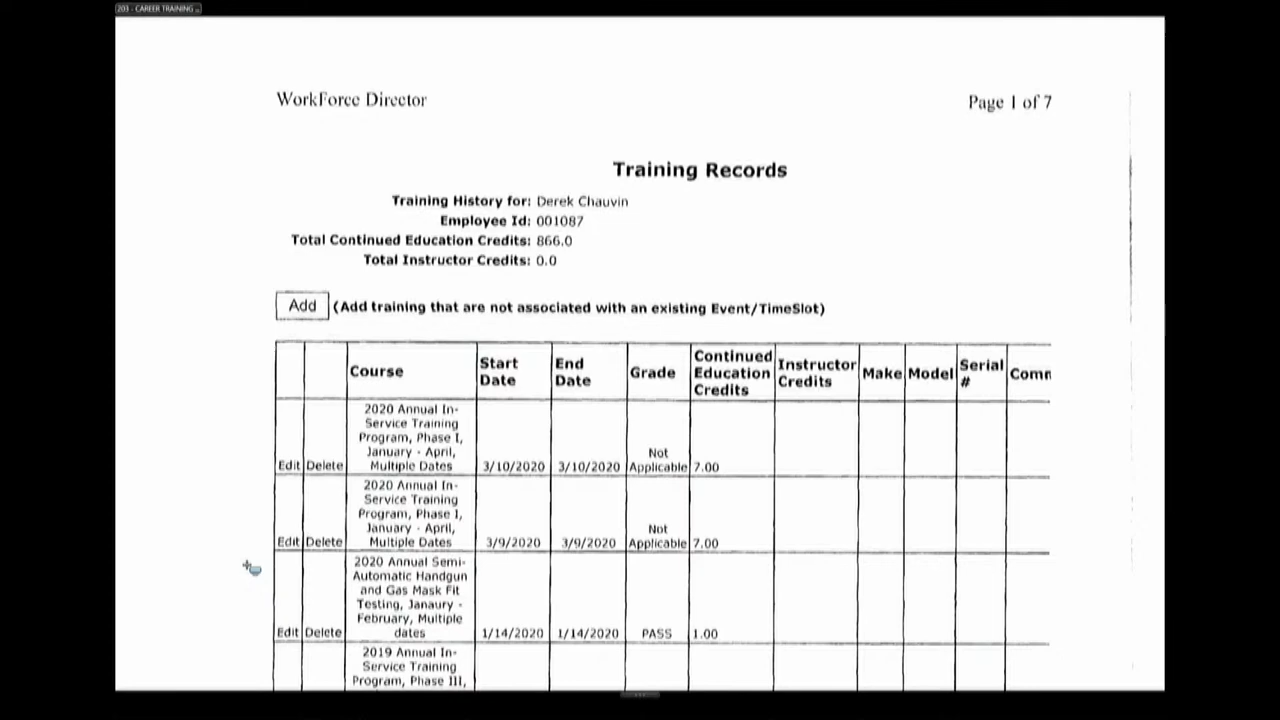 203 - CAREER TRAINING
WorkForce Director
Page 1 of 7
Training Records
Training History for: Derek Chauvin
Employee Id: 001087
Total Continued Education Credits: 866.0
Total Instructor Credits: 0.0
Add (Add training that are not associated with an existing Event/TimeSlot)
Course
Start
Date
End
Date
Grade
Continued
Education
Credits
Instructor
Credits
Make
Model
Serial
#
Comm
2020 Annual In-
Service Training
Program, Phase I,
January - April,
Multiple Dates
Edit Delete 3/10/2020 3/10/2020 Not
Applicable 7.00
2020 Annual In-
Service Training
Program, Phase I,
January - April,
Multiple Dates
Edit Delete 3/9/2020 3/9/2020 Not
Applicable 7.00
2020 Annual Semi-
Automatic Handgun
and Gas Mask Fit
Testing, Janaury -
February, Multiple
dates
Edit Delete 1/14/2020 1/14/2020 PASS 1.00
2019 Annual In-
Service Training
Program, Phase III,